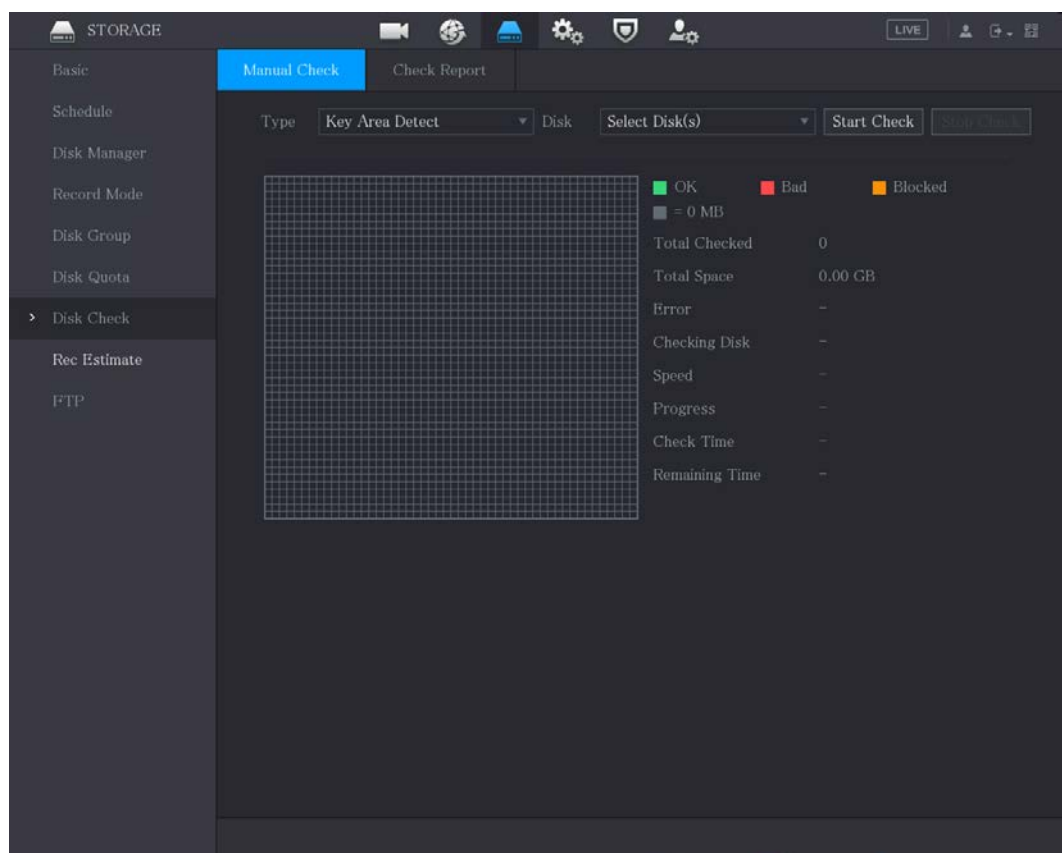 STORAGE LIVE
Basic
Manual Check Check Report
Schedule
Type Key Area Detect Disk Select Disk(s) Start Check Stop Check
Disk Manager
Record Mode
OK Bad Blocked
= 0 MB
Disk Group
Total Checked 0
Disk Quota
Total Space 0.00 GB
Disk Check
Error -
Checking Disk -
Rec Estimate
Speed -
FTP
Progress -
Check Time -
Remaining Time -